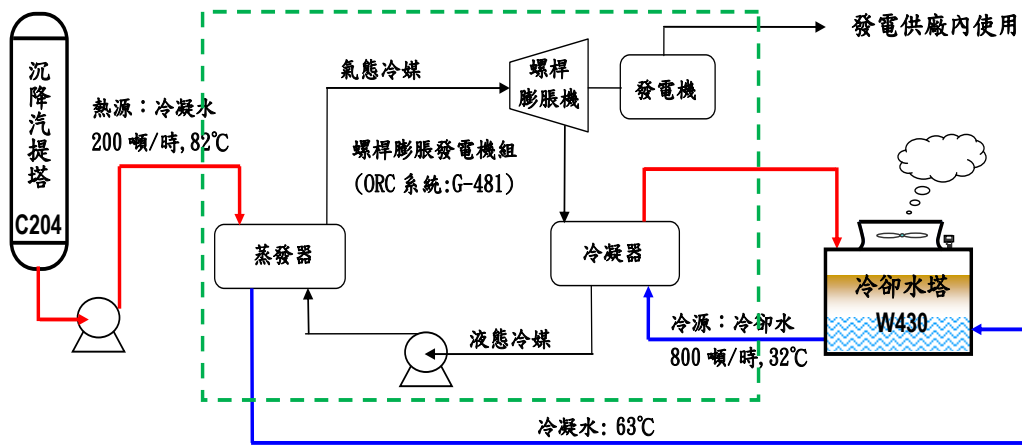 沉降汽提塔
C204
熱源：冷凝水
200 噸/時,82℃
氣態冷媒
螺桿
膨脹機
發電機
發電供廠內使用
螺桿膨脹發電機組
(ORC 系統:G-481)
蒸發器
冷凝器
液態冷媒
冷源：冷卻水
800 噸/時,32℃
冷卻水塔
W430
冷凝水: 63℃